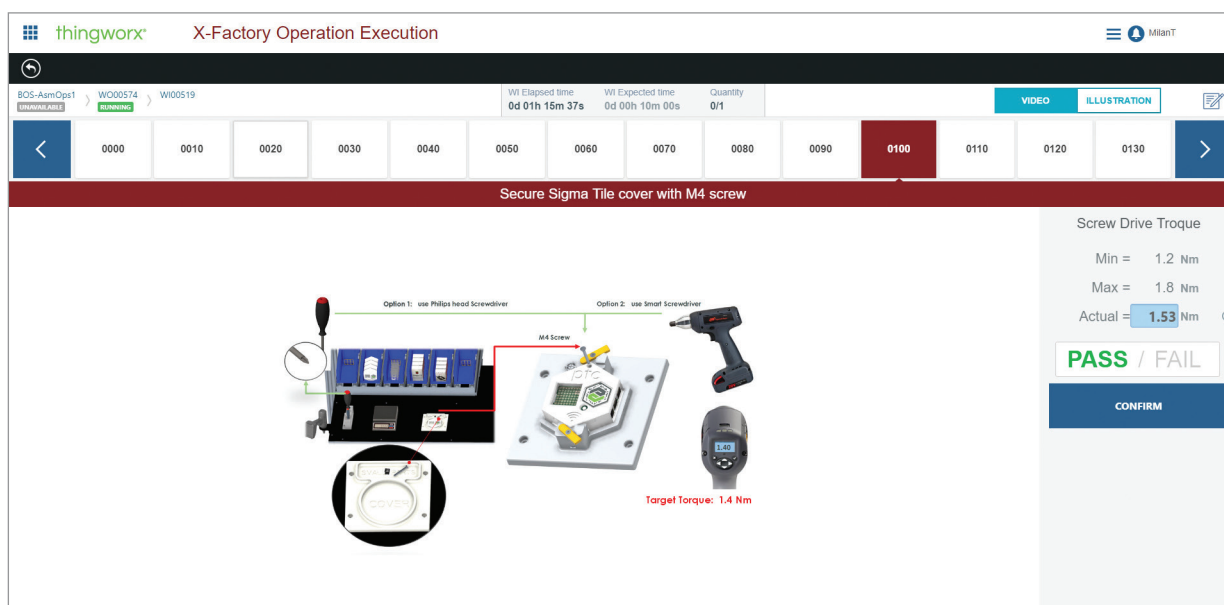 thingworx X-Factory Operation Execution MilanT
BOS-AsmOps1 WO00574 WI00519
UNAVAILABLE RUNNING
WI Elapsed time WI Expected time Quantity
0d 01h 15m 37s 0d 00h 10m 00s 0/1
VIDEO ILLUSTRATION
0000 0010 0020 0030 0040 0050 0060 0070 0080 0090 0100 0110 0120 0130
Secure Sigma Tile cover with M4 screw
Screw Drive Troque
Min = 1.2 Nm
Max = 1.8 Nm
Actual = 1.53 Nm
PASS / FAIL
CONFIRM
Option 1: use Philips head Screwdriver Option 2: use Smart Screwdriver
M4 Screw
ptc
1.40
COVER
Target Torque: 1.4 Nm